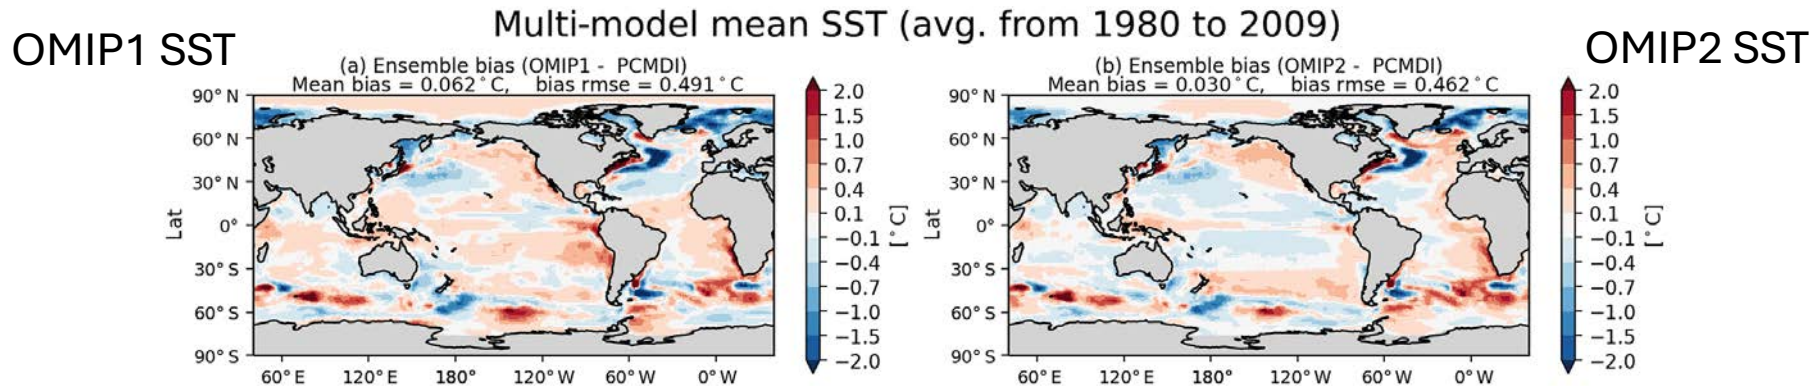 Multi-model mean SST (avg. from 1980 to 2009)
OMIP1 SST
OMIP2 SST
(a) Ensemble bias (OMIP1 - PCMDI)
Mean bias = 0.062°C, bias rmse = 0.491°C
90°N
60°N
30°N
0°
30°S
60°S
90°S
Lat
60°E 120°E 180° 120°W 60°W 0°W
2.0
1.5
1.0
0.7
0.4
0.1
−0.1
−0.4
−0.7
−1.0
−1.5
−2.0
[°C]
(b) Ensemble bias (OMIP2 - PCMDI)
Mean bias = 0.030°C, bias rmse = 0.462°C
90°N
60°N
30°N
0°
30°S
60°S
90°S
Lat
60°E 120°E 180° 120°W 60°W 0°W
2.0
1.5
1.0
0.7
0.4
0.1
−0.1
−0.4
−0.7
−1.0
−1.5
−2.0
[°C]